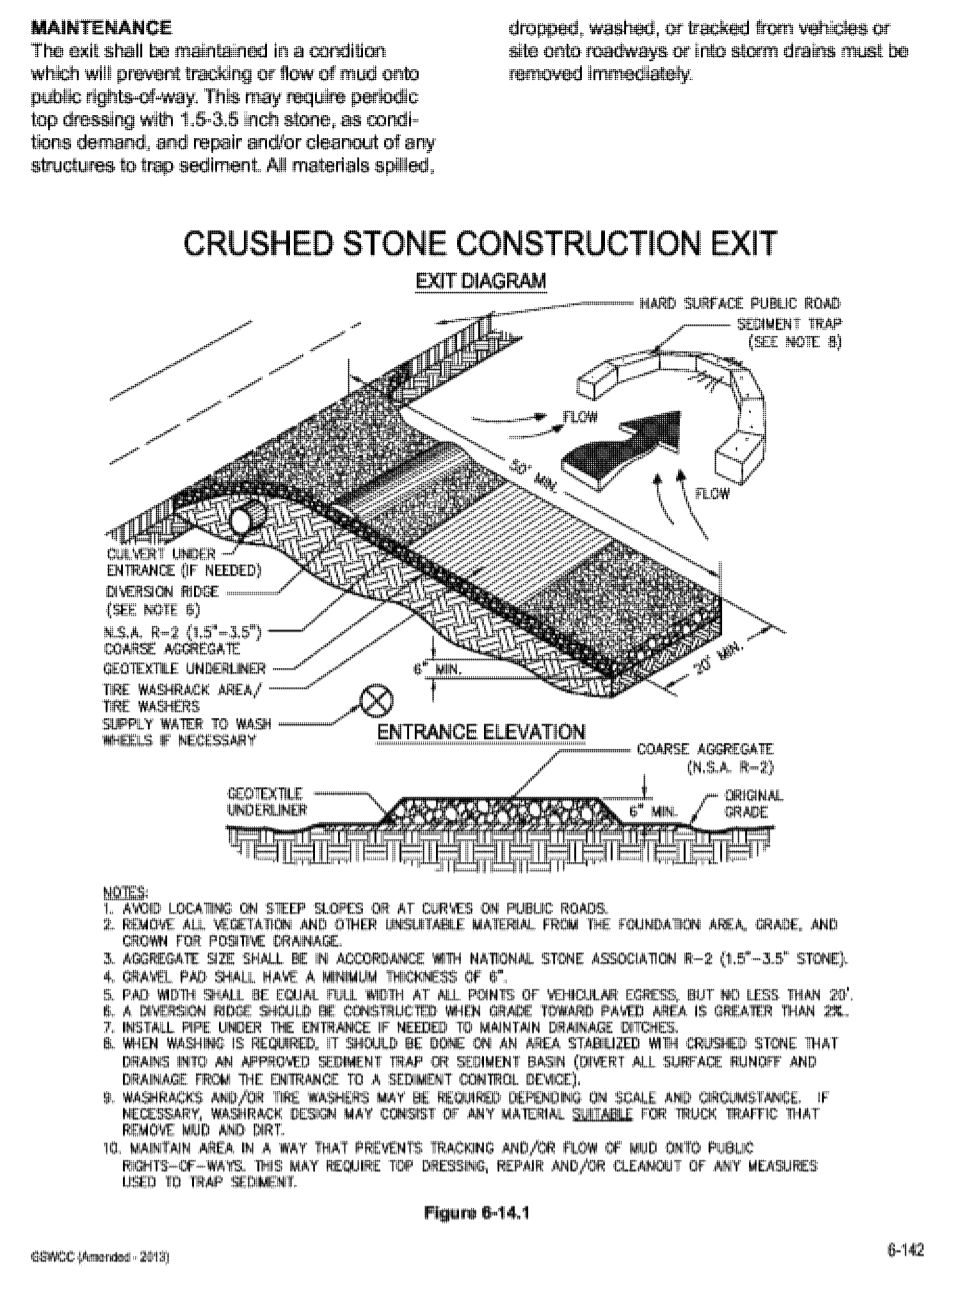 MAINTENANCE
The exit shall be maintained in a condition
which will prevent tracking or flow of mud onto
public rights-of-way. This may require periodic
top dressing with 1.5-3.5 inch stone, as condi-
tions demand, and repair and/or cleanout of any
structures to trap sediment. All materials spilled,
dropped, washed, or tracked from vehicles or
site onto roadways or into storm drains must be
removed immediately.
CRUSHED STONE CONSTRUCTION EXIT
EXIT DIAGRAM
HARD SURFACE PUBLIC ROAD
SEDIMENT TRAP
(SEE NOTE 8)
FLOW
50' MIN.
FLOW
CULVERT UNDER
ENTRANCE (IF NEEDED)
DIVERSION RIDGE
(SEE NOTE 6)
N.S.A. R-2 (1.5"-3.5")
COARSE AGGREGATE
GEOTEXTILE UNDERLINER
TIRE WASHRACK AREA/
TIRE WASHERS
SUPPLY WATER TO WASH
WHEELS IF NECESSARY
6" MIN.
20' MIN.
ENTRANCE ELEVATION
COARSE AGGREGATE
(N.S.A. R-2)
GEOTEXTILE
UNDERLINER
6" MIN.
ORIGINAL
GRADE
NOTES:
1. AVOID LOCATING ON STEEP SLOPES OR AT CURVES ON PUBLIC ROADS.
2. REMOVE ALL VEGETATION AND OTHER UNSUITABLE MATERIAL FROM THE FOUNDATION AREA, GRADE, AND
CROWN FOR POSITIVE DRAINAGE.
3. AGGREGATE SIZE SHALL BE IN ACCORDANCE WITH NATIONAL STONE ASSOCIATION R-2 (1.5"-3.5" STONE).
4. GRAVEL PAD SHALL HAVE A MINIMUM THICKNESS OF 6".
5. PAD WIDTH SHALL BE EQUAL FULL WIDTH AT ALL POINTS OF VEHICULAR EGRESS, BUT NO LESS THAN 20'.
6. A DIVERSION RIDGE SHOULD BE CONSTRUCTED WHEN GRADE TOWARD PAVED AREA IS GREATER THAN 2%.
7. INSTALL PIPE UNDER THE ENTRANCE IF NEEDED TO MAINTAIN DRAINAGE DITCHES.
8. WHEN WASHING IS REQUIRED, IT SHOULD BE DONE ON AN AREA STABILIZED WITH CRUSHED STONE THAT
DRAINS INTO AN APPROVED SEDIMENT TRAP OR SEDIMENT BASIN (DIVERT ALL SURFACE RUNOFF AND
DRAINAGE FROM THE ENTRANCE TO A SEDIMENT CONTROL DEVICE).
9. WASHRACKS AND/OR TIRE WASHERS MAY BE REQUIRED DEPENDING ON SCALE AND CIRCUMSTANCE. IF
NECESSARY, WASHRACK DESIGN MAY CONSIST OF ANY MATERIAL SUITABLE FOR TRUCK TRAFFIC THAT
REMOVE MUD AND DIRT.
10. MAINTAIN AREA IN A WAY THAT PREVENTS TRACKING AND/OR FLOW OF MUD ONTO PUBLIC
RIGHTS-OF-WAYS. THIS MAY REQUIRE TOP DRESSING, REPAIR AND/OR CLEANOUT OF ANY MEASURES
USED TO TRAP SEDIMENT.
Figure 6-14.1
GSWCC (Amended - 2013)
6-142